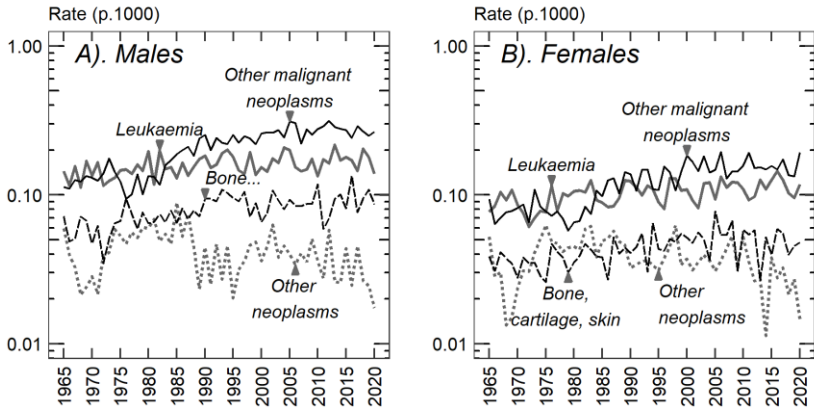 Rate (p.1000)
A). Males
1.00
0.10
0.01
Other malignant
neoplasms
Leukaemia
Bone...
Other
neoplasms
1965
1970
1975
1980
1985
1990
1995
2000
2005
2010
2015
2020
Rate (p.1000)
B). Females
1.00
0.10
0.01
Other malignant
neoplasms
Leukaemia
Bone,
cartilage, skin
Other
neoplasms
1965
1970
1975
1980
1985
1990
1995
2000
2005
2010
2015
2020